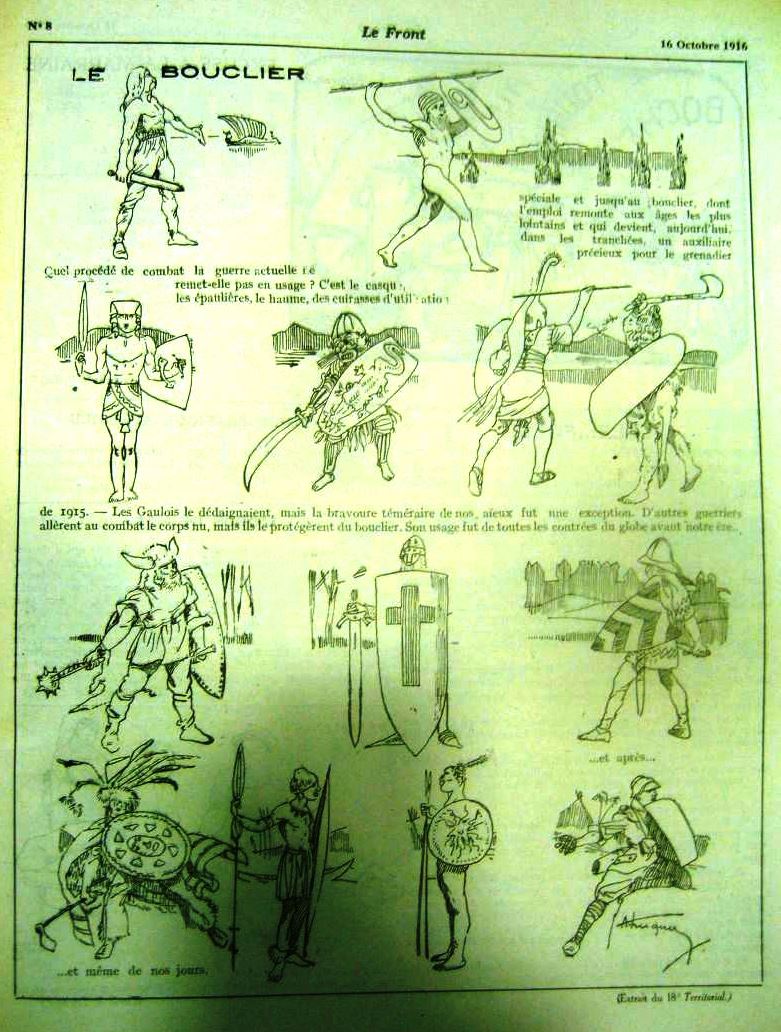 N° 8
Le Front
16 Octobre 1916
LE BOUCLIER
Quel procédé de combat la guerre actuelle
remet-elle pas en usage ? C'est le
les épaulières, le haume, des cuirasses
spéciale et jusqu'au bouclier, dont
l'emploi remonte aux âges les plus
lointains et qui devient, aujourd'hui,
dans les tranchées, un auxiliaire
précieux pour le grenadier
de 1915. — Les Gaulois le dédaignaient, mais la bravoure téméraire de nos aïeux fut une exception. D'autres guerriers
allèrent au combat le corps nu, mais ils le protégèrent du bouclier. Son usage fut de toutes les contrées du globe avant notre ère..
...et après...
...et même de nos jours.
(Extrait du 18e Territorial.)